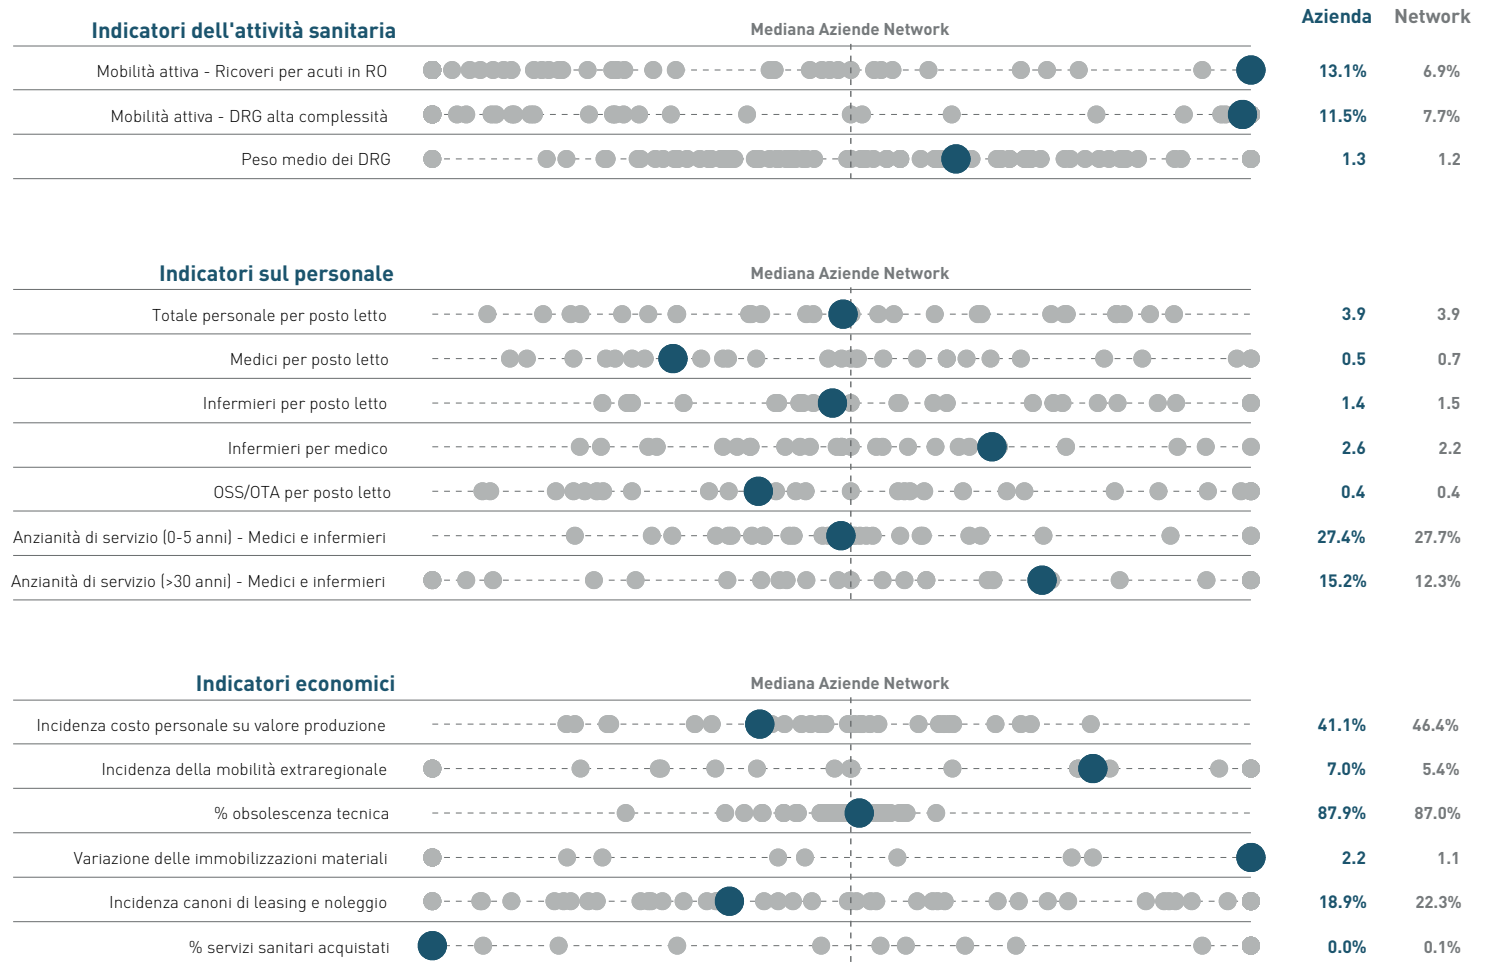 Azienda Network
Indicatori dell'attività sanitaria Mediana Aziende Network
Mobilità attiva - Ricoveri per acuti in RO 13.1% 6.9%
Mobilità attiva - DRG alta complessità 11.5% 7.7%
Peso medio dei DRG 1.3 1.2
Indicatori sul personale Mediana Aziende Network
Totale personale per posto letto 3.9 3.9
Medici per posto letto 0.5 0.7
Infermieri per posto letto 1.4 1.5
Infermieri per medico 2.6 2.2
OSS/OTA per posto letto 0.4 0.4
Anzianità di servizio (0-5 anni) - Medici e infermieri 27.4% 27.7%
Anzianità di servizio (>30 anni) - Medici e infermieri 15.2% 12.3%
Indicatori economici Mediana Aziende Network
Incidenza costo personale su valore produzione 41.1% 46.4%
Incidenza della mobilità extraregionale 7.0% 5.4%
% obsolescenza tecnica 87.9% 87.0%
Variazione delle immobilizzazioni materiali 2.2 1.1
Incidenza canoni di leasing e noleggio 18.9% 22.3%
% servizi sanitari acquistati 0.0% 0.1%